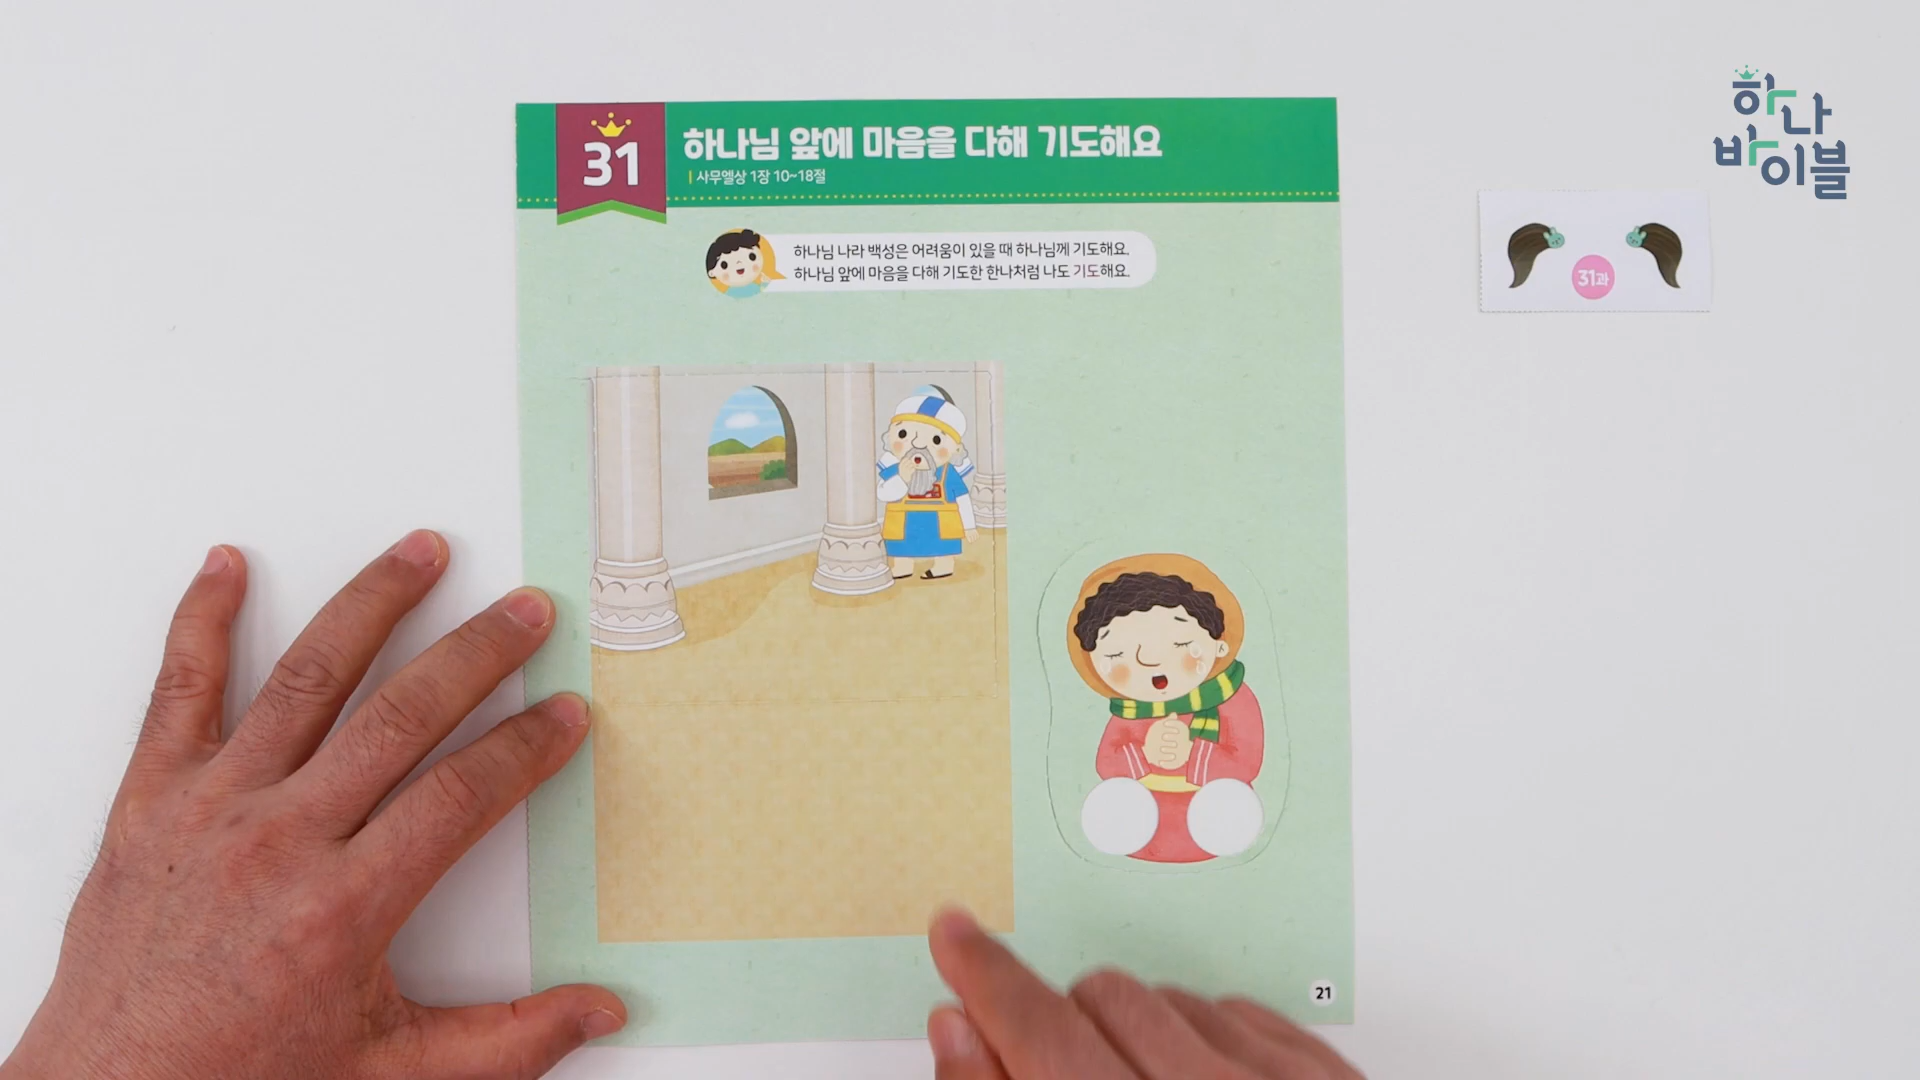 31
하나님 앞에 마음을 다해 기도해요
사무엘상 1장 10~18절
하나님 나라 백성은 어려움이 있을 때 하나님께 기도해요.
하나님 앞에 마음을 다해 기도한 한나처럼 나도 기도해요.
21
하나
바이블
31과